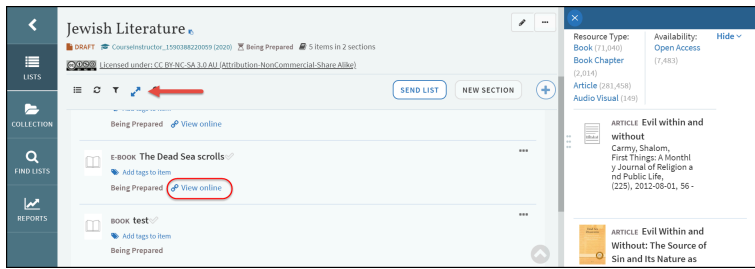 LISTS
COLLECTION
FIND LISTS
REPORTS
Jewish Literature
DRAFT CourseInstructor_1590388220059 (2020) Being Prepared 5 items in 2 sections
Licensed under: CC BY-NC-SA 3.0 AU (Attribution-NonCommercial-Share Alike)
SEND LIST NEW SECTION
Being Prepared View online
E-BOOK The Dead Sea scrolls
Add tags to item
Being Prepared View online
BOOK test
Add tags to item
Being Prepared
Resource Type:
Book (71,040)
Book Chapter
(2,014)
Article (281,458)
Audio Visual (149)
Availability:
Open Access
(7,483)
Hide
ARTICLE Evil within and
without
Carmy, Shalom,
First Things: A Monthl
y Journal of Religion a
nd Public Life,
(225), 2012-08-01, 56 -
ARTICLE Evil Within and
Without: The Source of
Sin and Its Nature as